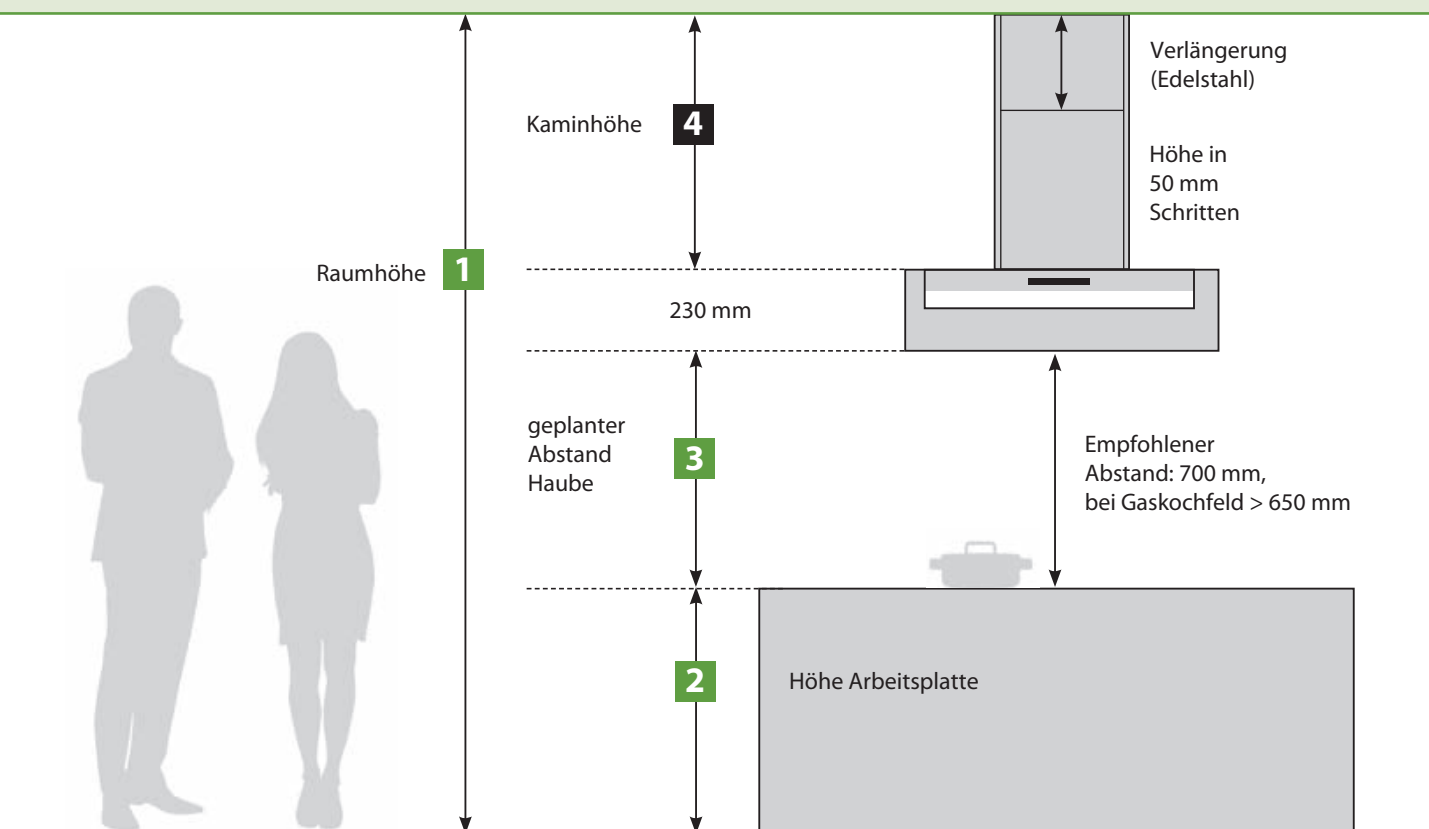 Verlängerung
(Edelstahl)
Kaminhöhe
4
Höhe in
50 mm
Schritten
Raumhöhe
1
230 mm
geplanter
Abstand
Haube
3
Empfohlener
Abstand: 700 mm,
bei Gaskochfeld > 650 mm
2
Höhe Arbeitsplatte